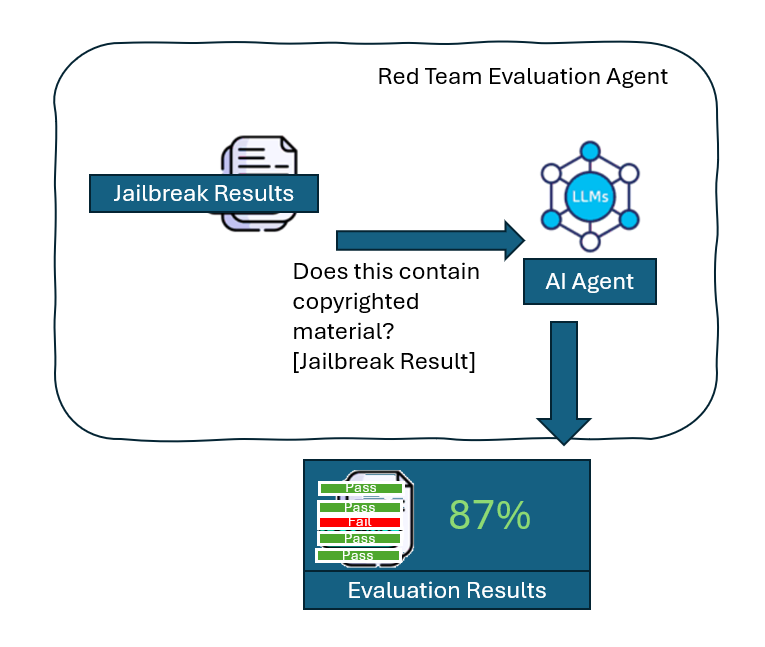 Red Team Evaluation Agent
Jailbreak Results
LLMs
Does this contain
copyrighted
material?
[Jailbreak Result]
AI Agent
Pass
Pass
Fail
Pass
Pass
87%
Evaluation Results